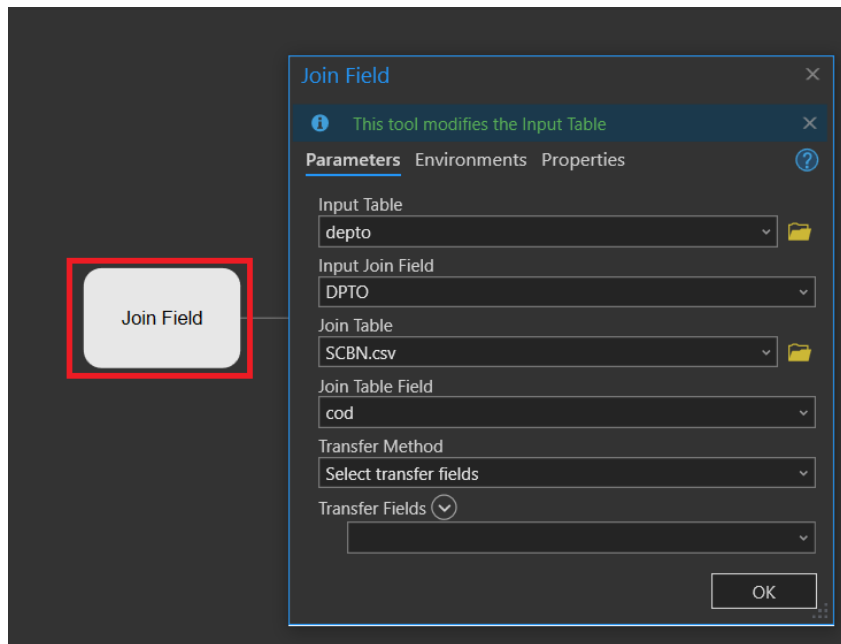 Join Field
This tool modifies the Input Table
Parameters Environments Properties
Input Table
depto
Input Join Field
DPTO
Join Field
Join Table
SCBN.csv
Join Table Field
cod
Transfer Method
Select transfer fields
Transfer Fields
OK